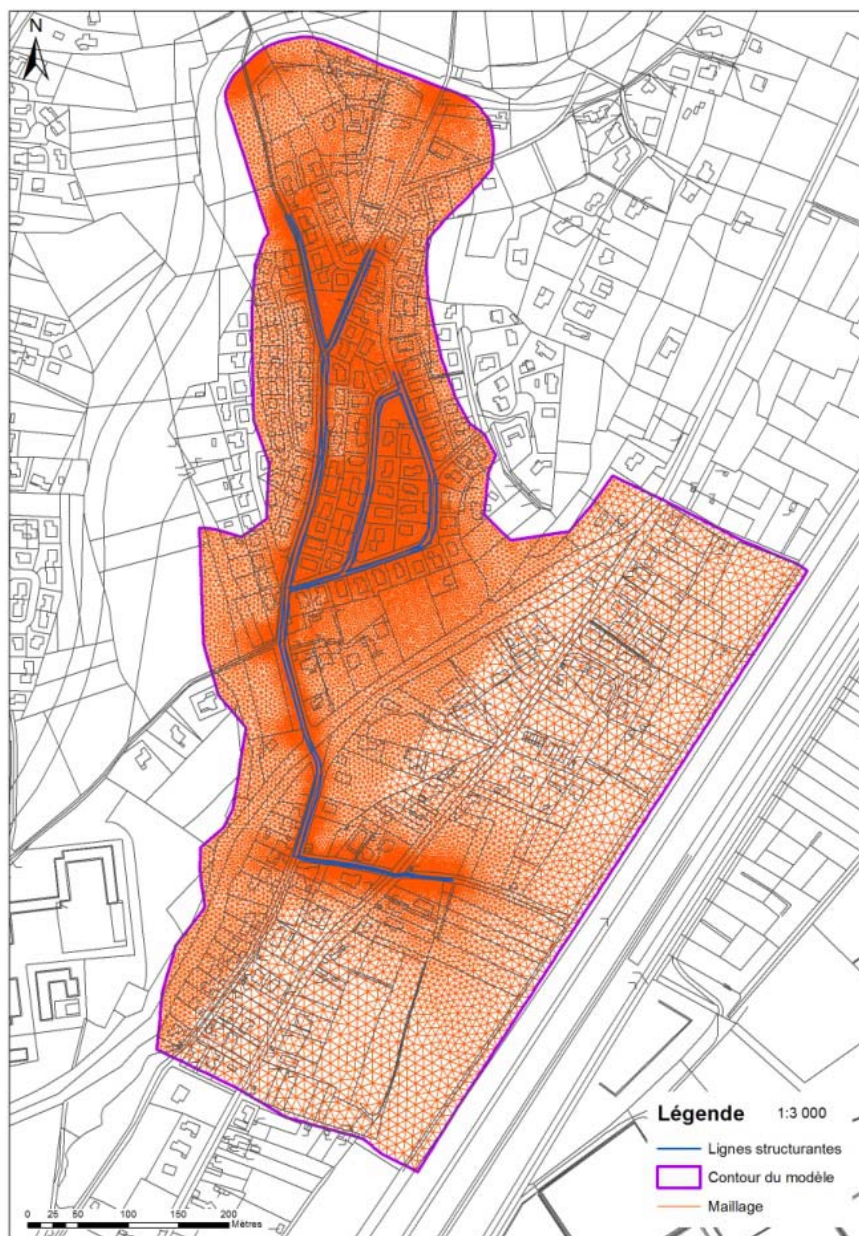 N
Légende 1:3 000
Lignes structurantes
Contour du modèle
Maillage
0 25 50 100 150 200
Mètres